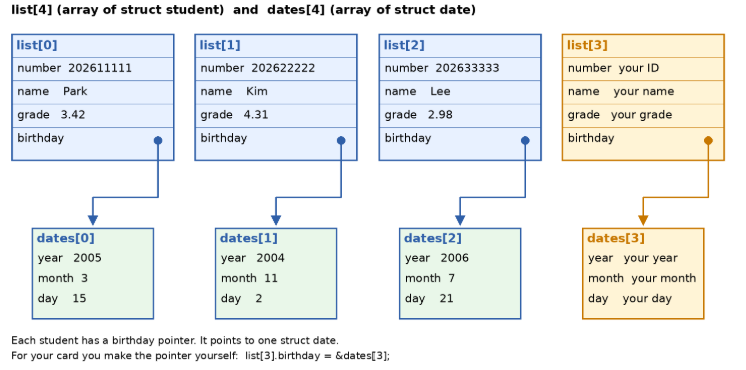 list[4] (array of struct student)  and  dates[4] (array of struct date)
list[0]
number  202611111
name    Park
grade   3.42
birthday
list[1]
number  202622222
name    Kim
grade   4.31
birthday
list[2]
number  202633333
name    Lee
grade   2.98
birthday
list[3]
number  your ID
name    your name
grade   your grade
birthday
dates[0]
year   2005
month  3
day    15
dates[1]
year   2004
month  11
day    2
dates[2]
year   2006
month  7
day    21
dates[3]
year   your year
month  your month
day    your day
Each student has a birthday pointer. It points to one struct date.
For your card you make the pointer yourself:  list[3].birthday = &dates[3];